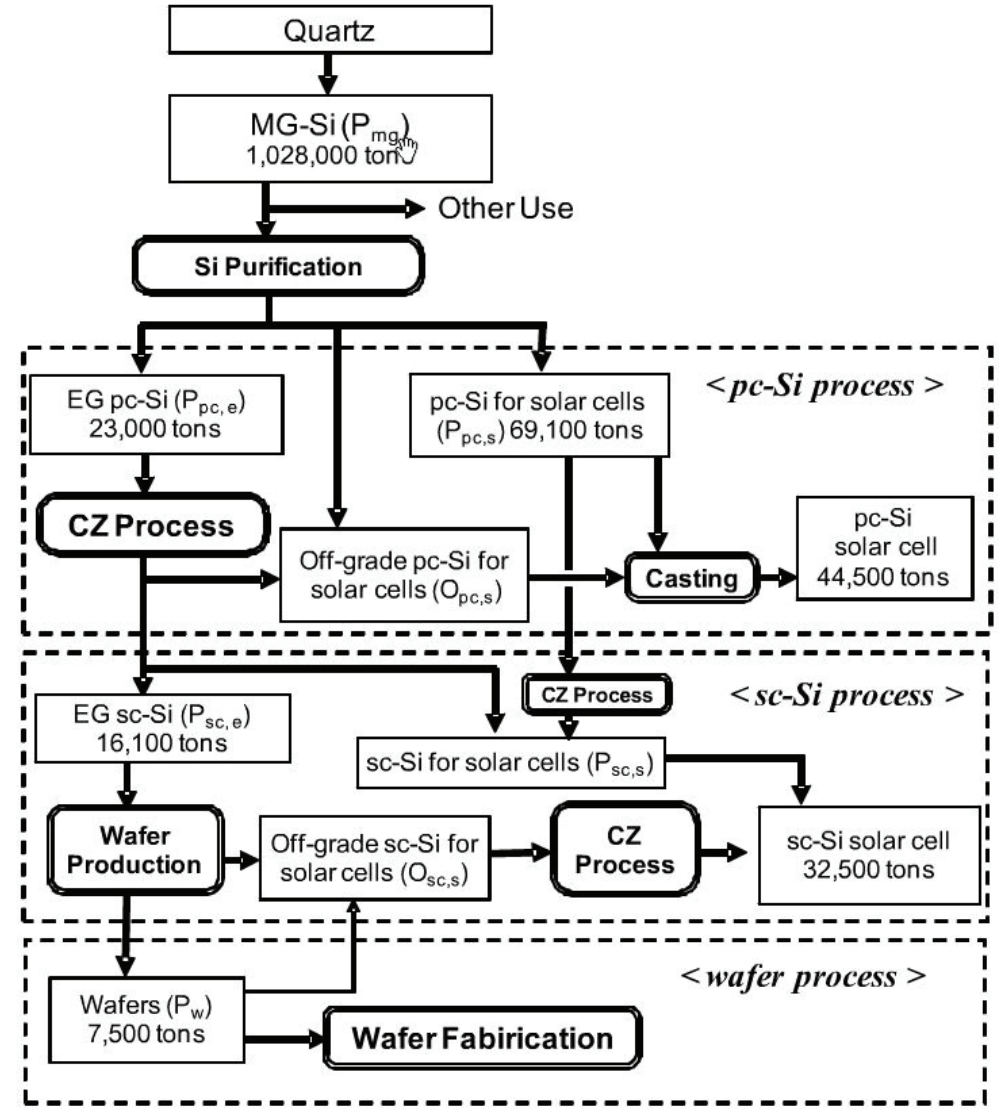 Quartz
MG-Si (Pmg)
1,028,000 ton
Other Use
Si Purification
< pc-Si process >
EG pc-Si (Ppc, e)
23,000 tons
pc-Si for solar cells
(Ppc,s) 69,100 tons
CZ Process
Off-grade pc-Si for
solar cells (Opc,s)
Casting
pc-Si
solar cell
44,500 tons
< sc-Si process >
EG sc-Si (Psc, e)
16,100 tons
CZ Process
sc-Si for solar cells (Psc,s)
Wafer
Production
Off-grade sc-Si for
solar cells (Osc,s)
CZ
Process
sc-Si solar cell
32,500 tons
< wafer process >
Wafers (Pw)
7,500 tons
Wafer Fabirication